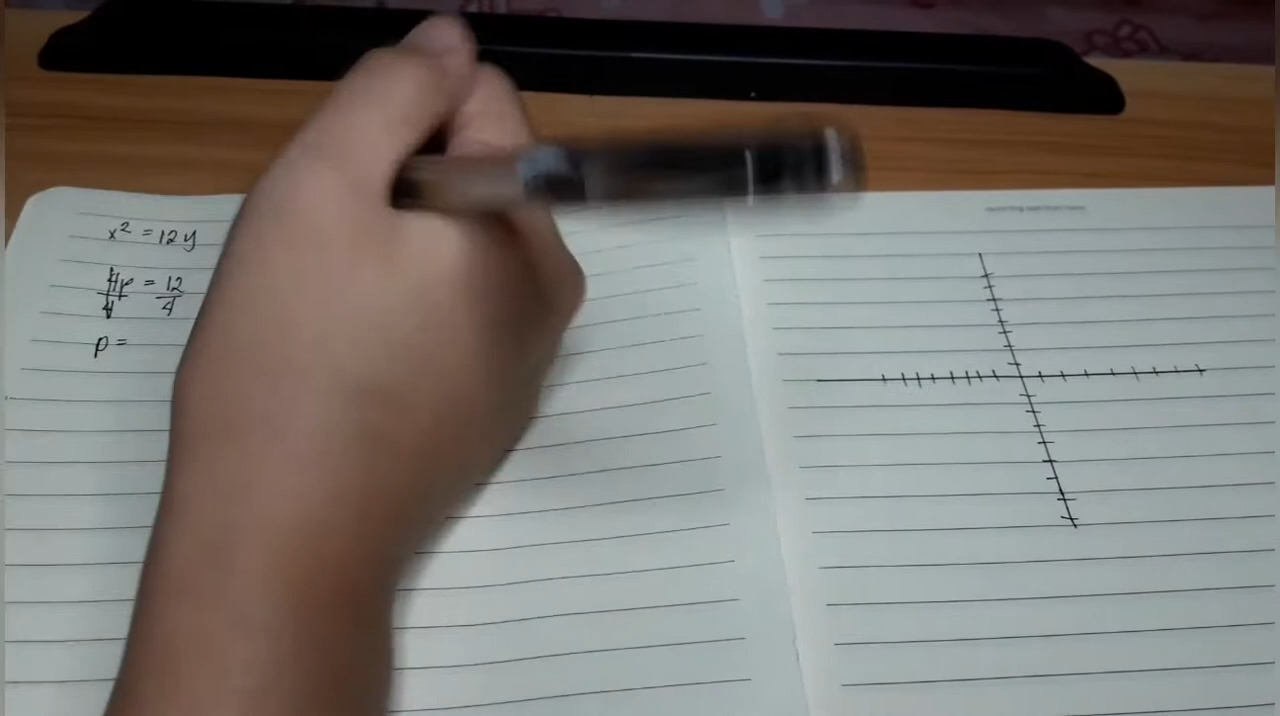 x² = 12y
4p = 12
4 4
p =